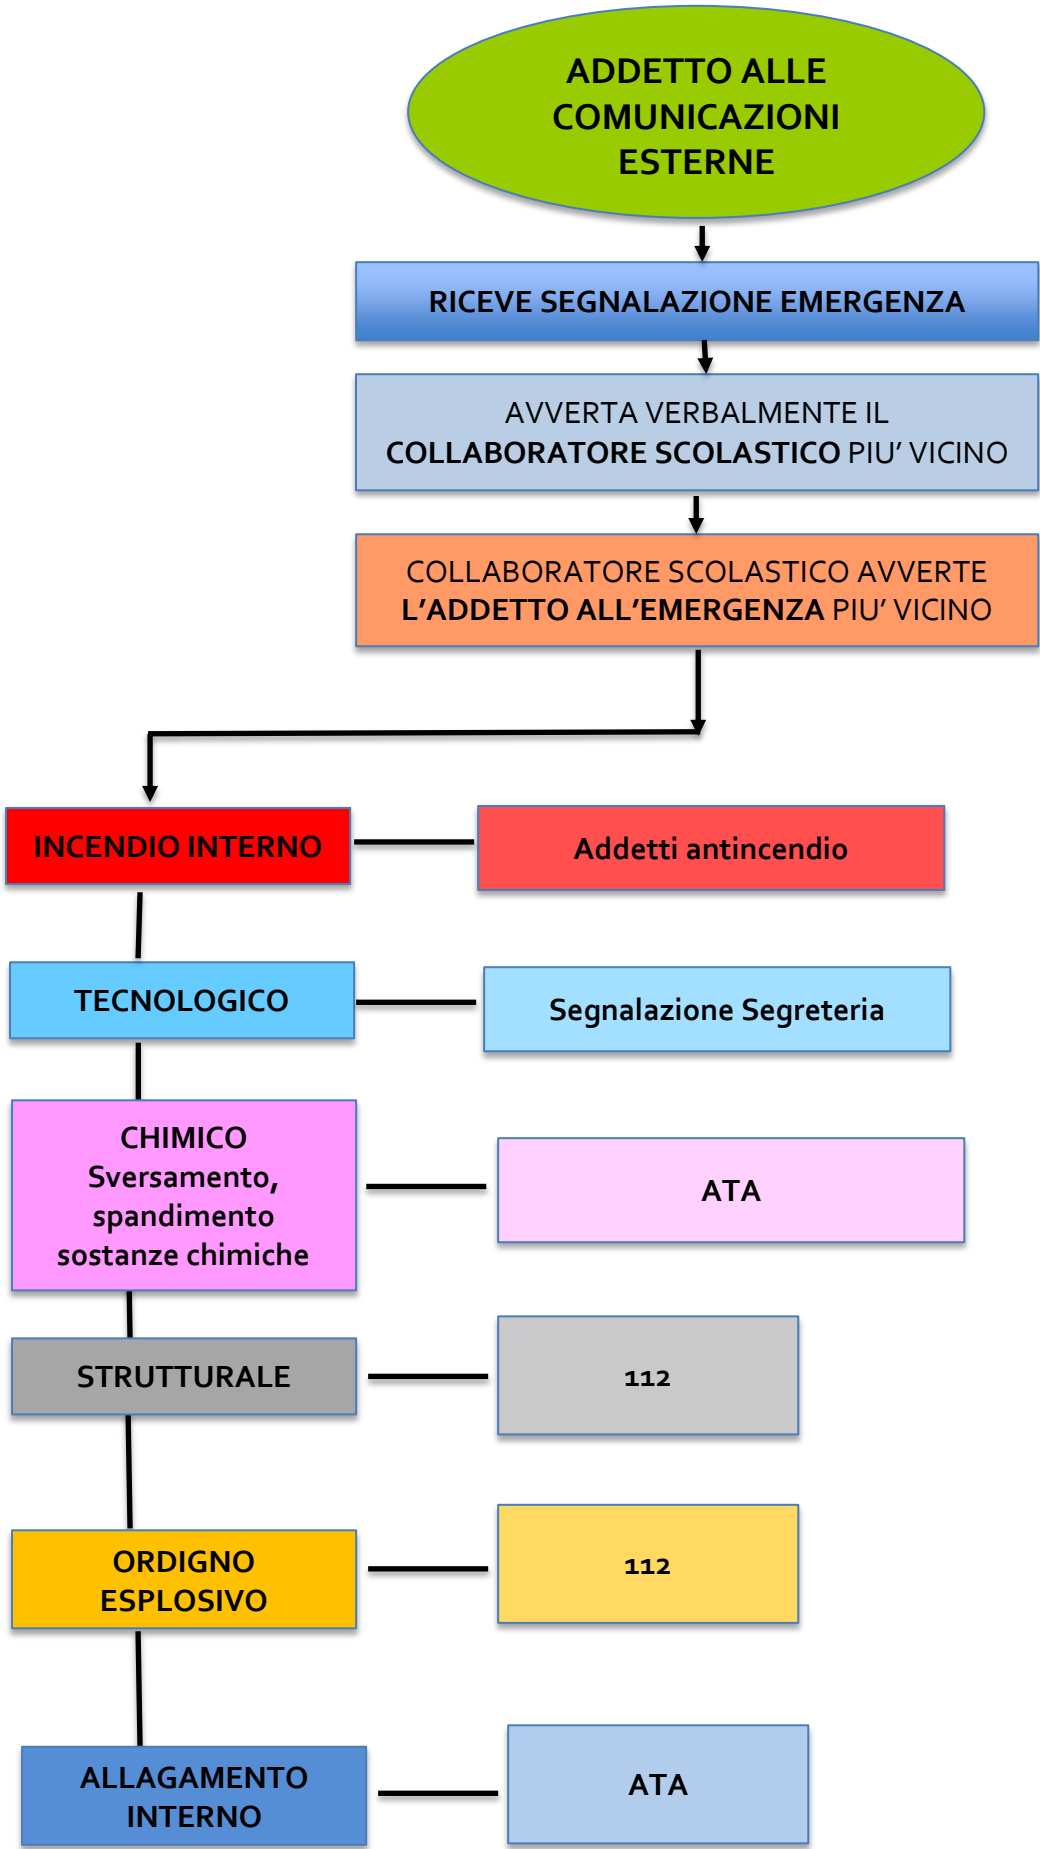 ADDETTO ALLE
COMUNICAZIONI
ESTERNE
RICEVE SEGNALAZIONE EMERGENZA
AVVERTA VERBALMENTE IL
COLLABORATORE SCOLASTICO PIU’ VICINO
COLLABORATORE SCOLASTICO AVVERTE
L’ADDETTO ALL’EMERGENZA PIU’ VICINO
INCENDIO INTERNO
Addetti antincendio
TECNOLOGICO
Segnalazione Segreteria
CHIMICO
Sversamento,
spandimento
sostanze chimiche
ATA
STRUTTURALE
112
ORDIGNO
ESPLOSIVO
112
ALLAGAMENTO
INTERNO
ATA